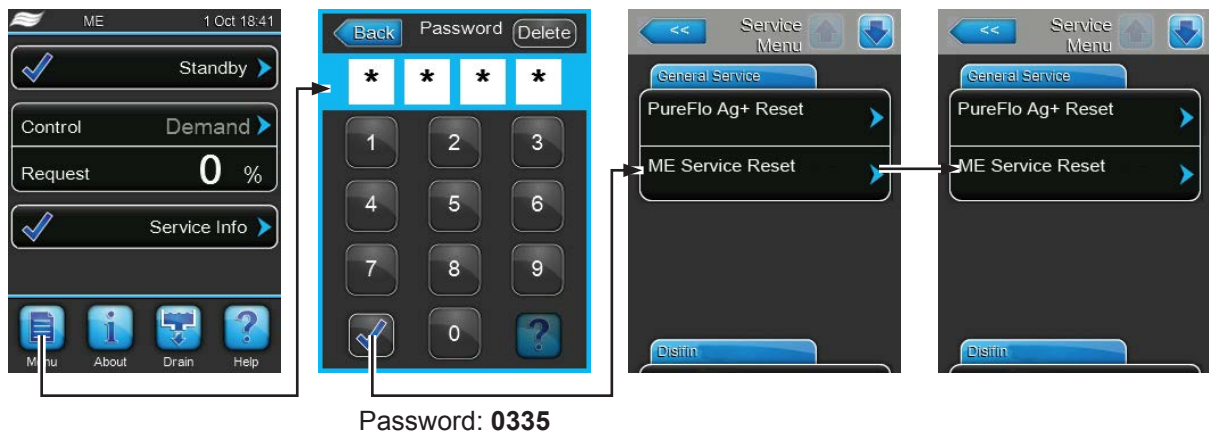 ME 1 Oct 18:41
Standby
Control Demand
Request 0 %
Service Info
Menu About Drain Help
Back Password Delete
* * * *
1 2 3
4 5 6
7 8 9
0 ?
Password: 0335
<< Service Menu
General Service
PureFlo Ag+ Reset
ME Service Reset
Disifin
<< Service Menu
General Service
PureFlo Ag+ Reset
ME Service Reset
Disifin